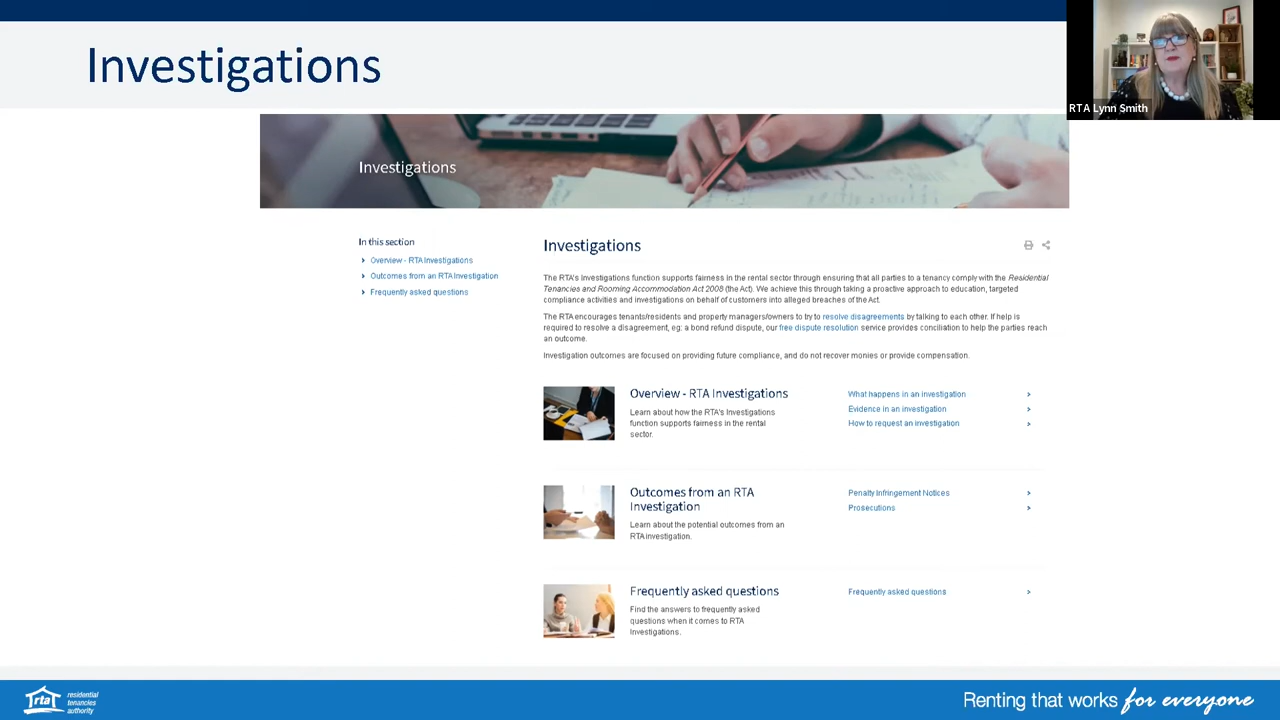 Investigations
RTA Lynn Smith
Investigations
In this section
Overview - RTA Investigations
Outcomes from an RTA Investigation
Frequently asked questions
Investigations
The RTA's Investigations function supports fairness in the rental sector through ensuring that all parties to a tenancy comply with the Residential
Tenancies and Rooming Accommodation Act 2008 (the Act). We achieve this through taking a proactive approach to education, targeted
compliance activities and investigations on behalf of customers into alleged breaches of the Act.
The RTA encourages tenants/residents and property managers/owners to try to resolve disagreements by talking to each other. If help is
required to resolve a disagreement, eg: a bond refund dispute, our free dispute resolution service provides conciliation to help the parties reach
an outcome.
Investigation outcomes are focused on providing future compliance, and do not recover monies or provide compensation.
Overview - RTA Investigations
Learn about how the RTA's Investigations
function supports fairness in the rental
sector.
What happens in an investigation
Evidence in an investigation
How to request an investigation
Outcomes from an RTA
Investigation
Learn about the potential outcomes from an
RTA investigation.
Penalty Infringement Notices
Prosecutions
Frequently asked questions
Find the answers to frequently asked
questions when it comes to RTA
Investigations.
Frequently asked questions
rta
residential
tenancies
authority
Renting that works for everyone